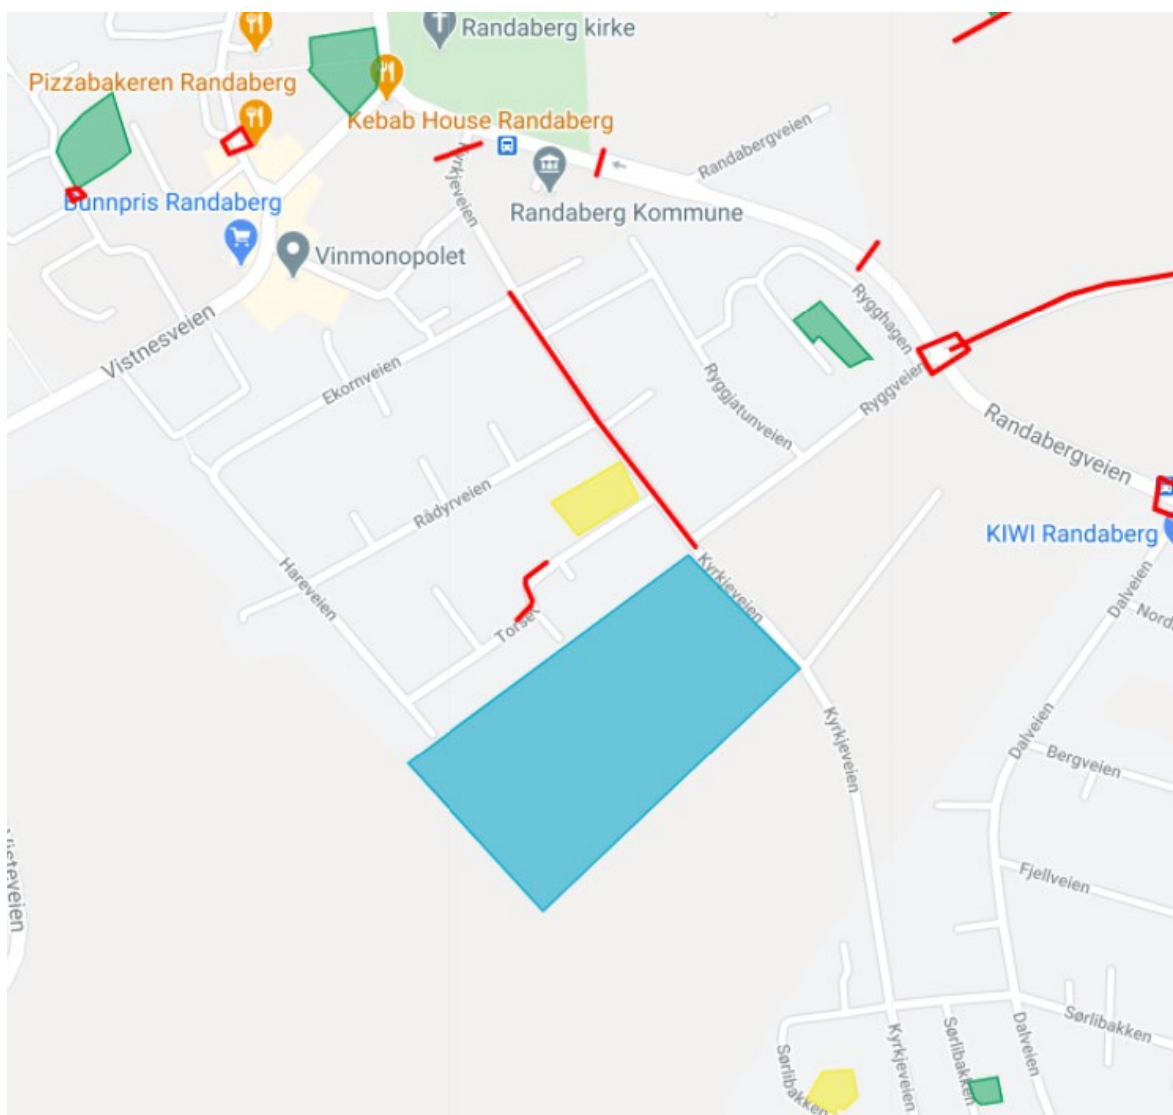 Randaberg kirke
Pizzabakeren Randaberg
Kebab House Randaberg
Randabergveien
Kyrkjeveien
Randaberg Kommune
Bunnpris Randaberg
Vinmonopolet
Vistnesveien
Rygghagen
Ekornveien
Ryggjatunveien
Ryggveien
Randabergveien
Rådyrveien
KIWI Randaberg
Hareveien
Kyrkjeveien
Dalveien
Torset
Kyrkjeveien
Dalveien
Bergveien
Visteveien
Fjellveien
Sørlibakken
Kyrkjeveien
Sørlibakken
Dalveien
Sørlibakken